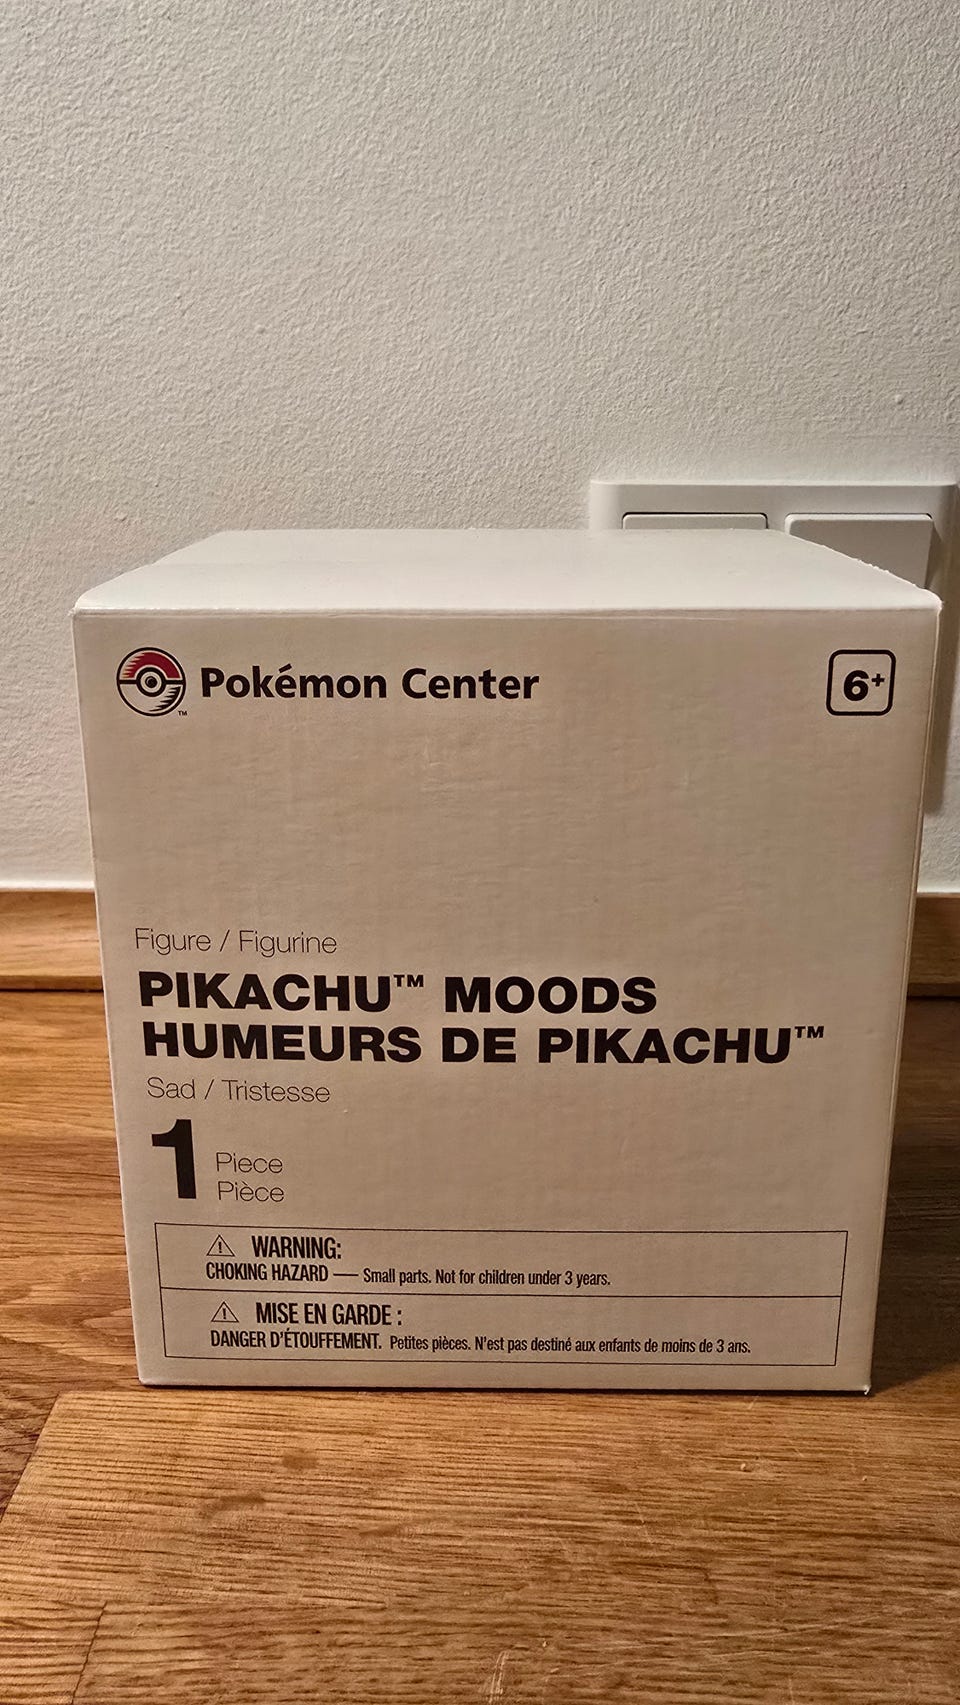 Pokémon Center
6+
Figure / Figurine
PIKACHU™ MOODS
HUMEURS DE PIKACHU™
Sad / Tristesse
1 Piece
Pièce
WARNING:
CHOKING HAZARD — Small parts. Not for children under 3 years.
MISE EN GARDE :
DANGER D'ÉTOUFFEMENT. Petites pièces. N'est pas destiné aux enfants de moins de 3 ans.